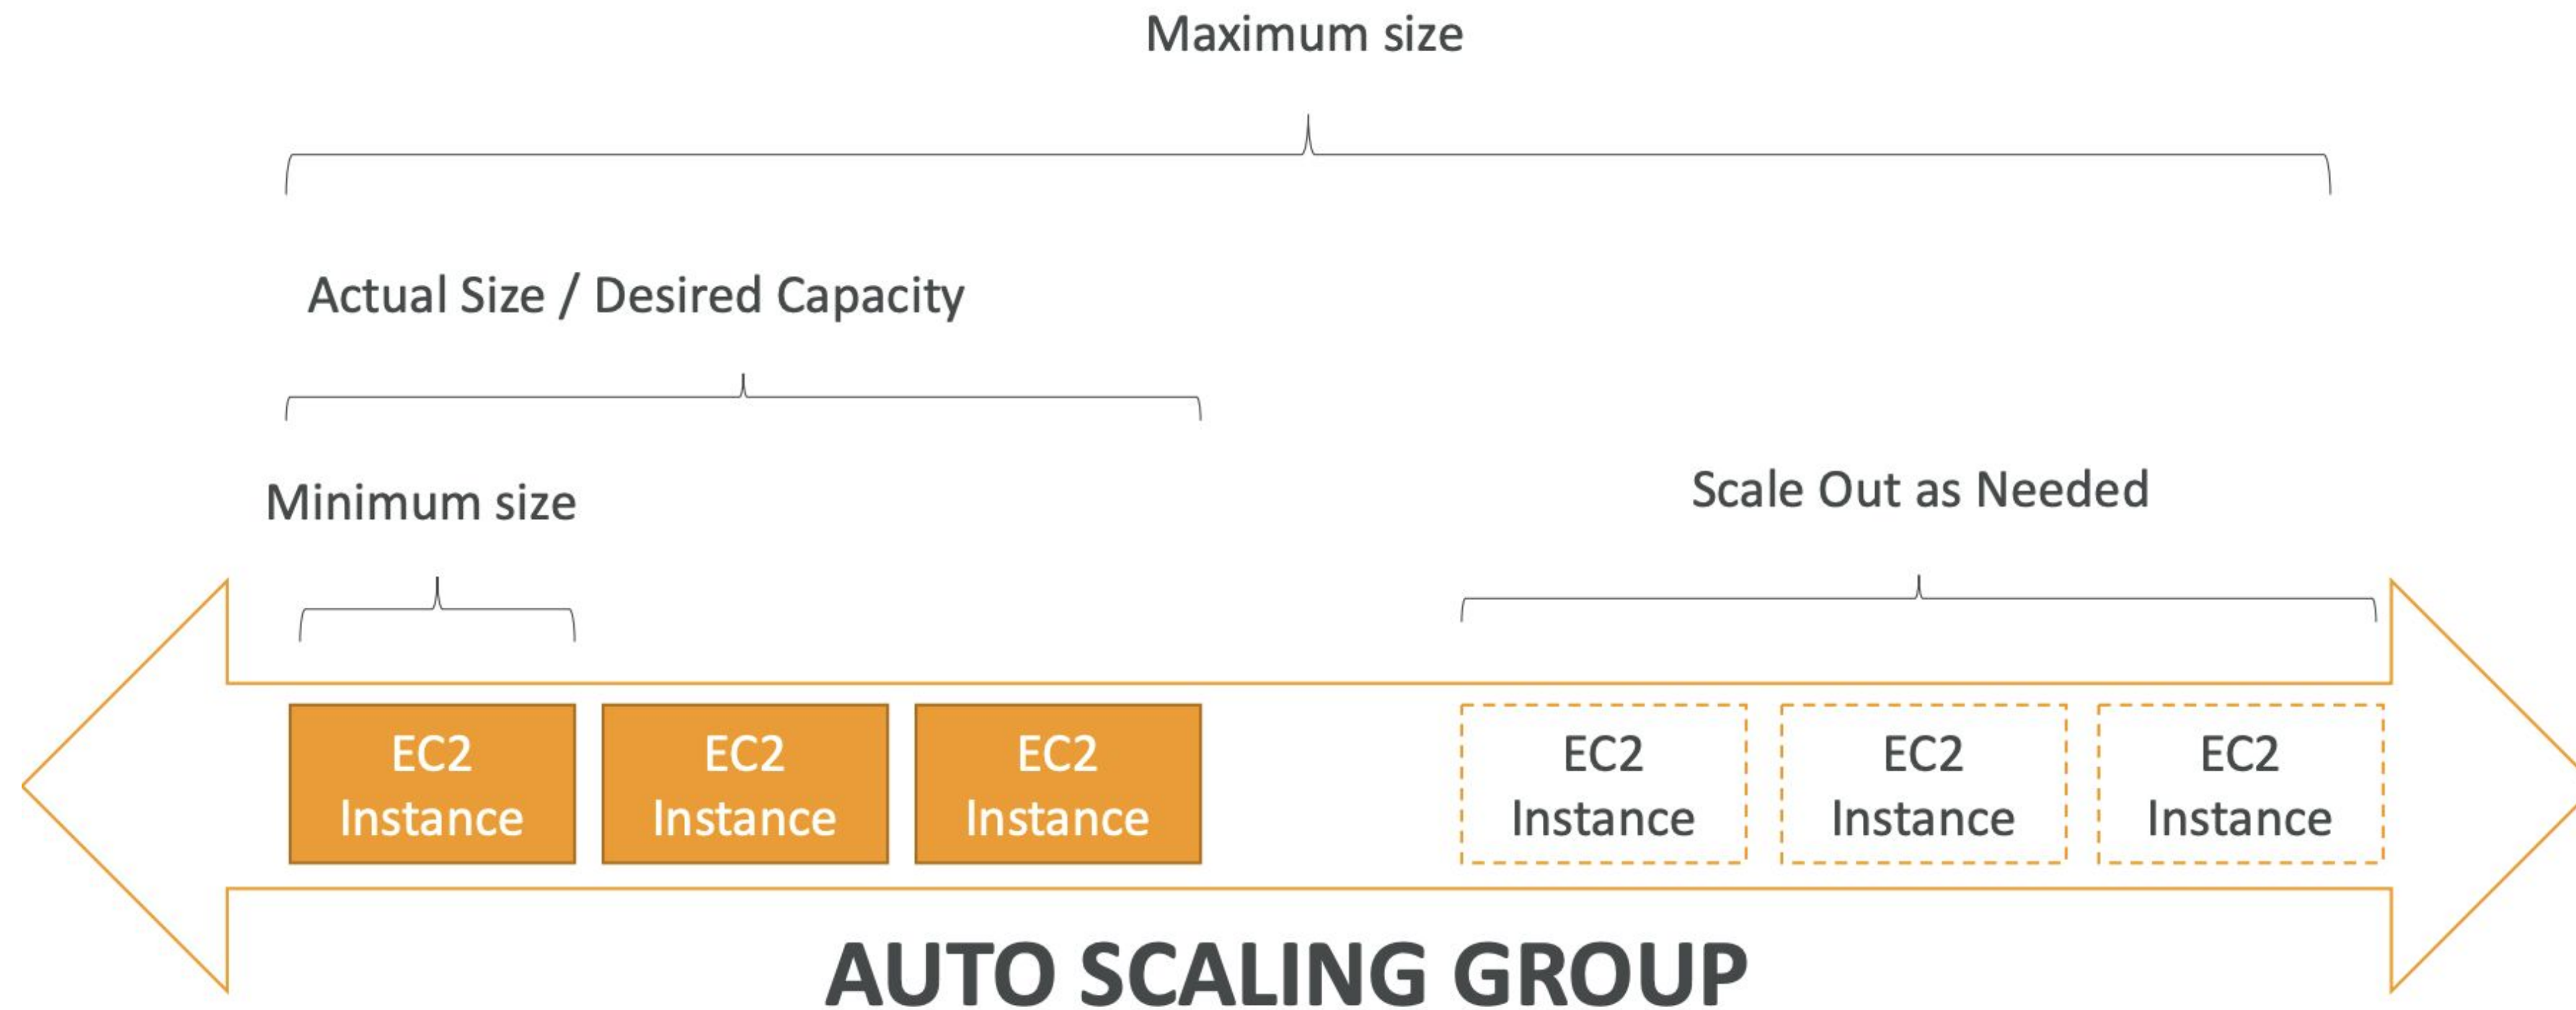 Maximum size
Actual Size / Desired Capacity
Minimum size
Scale Out as Needed
EC2
Instance
EC2
Instance
EC2
Instance
EC2
Instance
EC2
Instance
EC2
Instance
AUTO SCALING GROUP